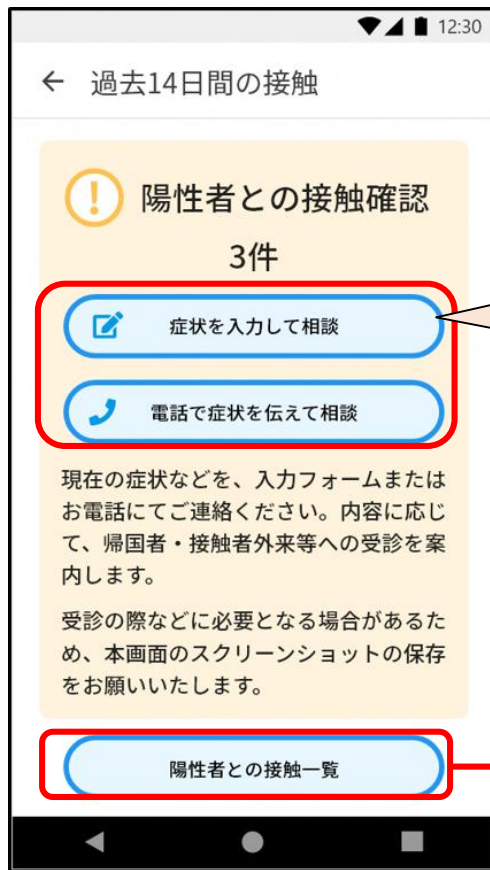 12:30
← 過去14日間の接触
陽性者との接触確認
3件
症状を入力して相談
電話で症状を伝えて相談
現在の症状などを、入力フォームまたは
お電話にてご連絡ください。内容に応じ
て、帰国者・接触者外来等への受診を案
内します。
受診の際などに必要となる場合があるた
め、本画面のスクリーンショットの保存
をお願いいたします。
陽性者との接触一覧